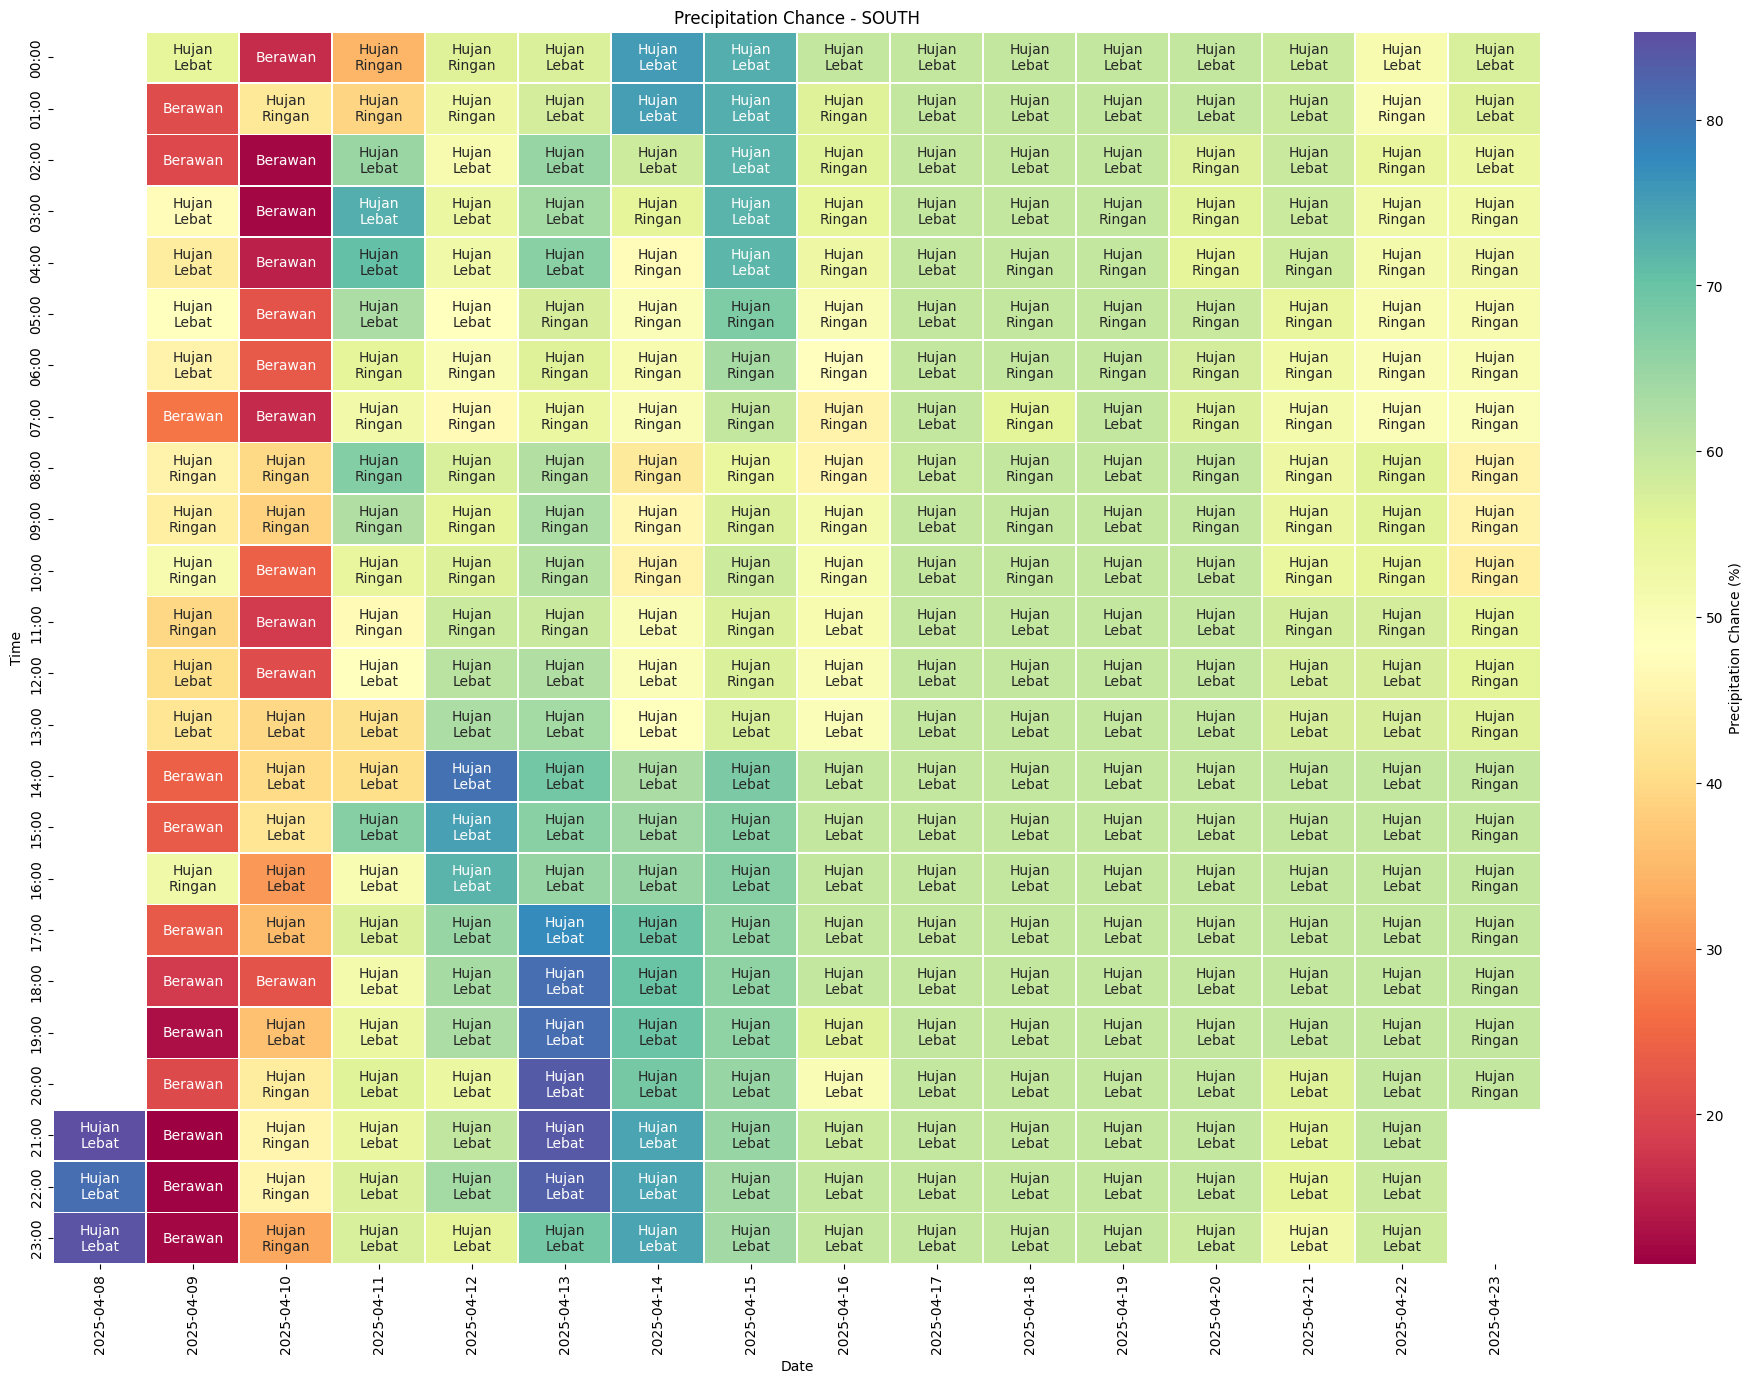 Precipitation Chance - SOUTH
Time
00:00 Hujan Lebat Berawan Hujan Ringan Hujan Ringan Hujan Lebat Hujan Lebat Hujan Lebat Hujan Lebat Hujan Lebat Hujan Lebat Hujan Lebat Hujan Lebat Hujan Lebat Hujan Lebat Hujan Lebat
01:00 Berawan Hujan Ringan Hujan Ringan Hujan Ringan Hujan Lebat Hujan Lebat Hujan Lebat Hujan Ringan Hujan Lebat Hujan Lebat Hujan Lebat Hujan Lebat Hujan Lebat Hujan Ringan Hujan Lebat
02:00 Berawan Berawan Hujan Lebat Hujan Lebat Hujan Lebat Hujan Lebat Hujan Lebat Hujan Ringan Hujan Lebat Hujan Lebat Hujan Lebat Hujan Ringan Hujan Lebat Hujan Ringan Hujan Lebat
03:00 Hujan Lebat Berawan Hujan Lebat Hujan Lebat Hujan Lebat Hujan Ringan Hujan Lebat Hujan Ringan Hujan Lebat Hujan Lebat Hujan Ringan Hujan Ringan Hujan Lebat Hujan Ringan Hujan Ringan
04:00 Hujan Lebat Berawan Hujan Lebat Hujan Lebat Hujan Lebat Hujan Ringan Hujan Lebat Hujan Ringan Hujan Lebat Hujan Ringan Hujan Ringan Hujan Ringan Hujan Ringan Hujan Ringan Hujan Ringan
05:00 Hujan Lebat Berawan Hujan Lebat Hujan Lebat Hujan Ringan Hujan Ringan Hujan Ringan Hujan Ringan Hujan Lebat Hujan Ringan Hujan Ringan Hujan Ringan Hujan Ringan Hujan Ringan Hujan Ringan
06:00 Hujan Lebat Berawan Hujan Ringan Hujan Ringan Hujan Ringan Hujan Ringan Hujan Ringan Hujan Ringan Hujan Lebat Hujan Ringan Hujan Ringan Hujan Ringan Hujan Ringan Hujan Ringan Hujan Ringan
07:00 Berawan Berawan Hujan Ringan Hujan Ringan Hujan Ringan Hujan Ringan Hujan Ringan Hujan Ringan Hujan Lebat Hujan Ringan Hujan Lebat Hujan Ringan Hujan Ringan Hujan Ringan Hujan Ringan
08:00 Hujan Ringan Hujan Ringan Hujan Ringan Hujan Ringan Hujan Ringan Hujan Ringan Hujan Ringan Hujan Ringan Hujan Lebat Hujan Ringan Hujan Lebat Hujan Ringan Hujan Ringan Hujan Ringan Hujan Ringan
09:00 Hujan Ringan Hujan Ringan Hujan Ringan Hujan Ringan Hujan Ringan Hujan Ringan Hujan Ringan Hujan Ringan Hujan Lebat Hujan Ringan Hujan Lebat Hujan Ringan Hujan Ringan Hujan Ringan Hujan Ringan
10:00 Hujan Ringan Berawan Hujan Ringan Hujan Ringan Hujan Ringan Hujan Ringan Hujan Ringan Hujan Ringan Hujan Lebat Hujan Ringan Hujan Lebat Hujan Lebat Hujan Ringan Hujan Ringan Hujan Ringan
11:00 Hujan Ringan Berawan Hujan Ringan Hujan Ringan Hujan Ringan Hujan Lebat Hujan Ringan Hujan Lebat Hujan Lebat Hujan Lebat Hujan Lebat Hujan Lebat Hujan Ringan Hujan Ringan Hujan Ringan
12:00 Hujan Lebat Berawan Hujan Lebat Hujan Lebat Hujan Lebat Hujan Lebat Hujan Ringan Hujan Lebat Hujan Lebat Hujan Lebat Hujan Lebat Hujan Lebat Hujan Lebat Hujan Lebat Hujan Ringan
13:00 Hujan Lebat Hujan Lebat Hujan Lebat Hujan Lebat Hujan Lebat Hujan Lebat Hujan Lebat Hujan Lebat Hujan Lebat Hujan Lebat Hujan Lebat Hujan Lebat Hujan Lebat Hujan Lebat Hujan Ringan
14:00 Berawan Hujan Lebat Hujan Lebat Hujan Lebat Hujan Lebat Hujan Lebat Hujan Lebat Hujan Lebat Hujan Lebat Hujan Lebat Hujan Lebat Hujan Lebat Hujan Lebat Hujan Lebat Hujan Ringan
15:00 Berawan Hujan Lebat Hujan Lebat Hujan Lebat Hujan Lebat Hujan Lebat Hujan Lebat Hujan Lebat Hujan Lebat Hujan Lebat Hujan Lebat Hujan Lebat Hujan Lebat Hujan Lebat Hujan Ringan
16:00 Hujan Ringan Hujan Lebat Hujan Lebat Hujan Lebat Hujan Lebat Hujan Lebat Hujan Lebat Hujan Lebat Hujan Lebat Hujan Lebat Hujan Lebat Hujan Lebat Hujan Lebat Hujan Lebat Hujan Ringan
17:00 Berawan Hujan Lebat Hujan Lebat Hujan Lebat Hujan Lebat Hujan Lebat Hujan Lebat Hujan Lebat Hujan Lebat Hujan Lebat Hujan Lebat Hujan Lebat Hujan Lebat Hujan Lebat Hujan Ringan
18:00 Berawan Berawan Hujan Lebat Hujan Lebat Hujan Lebat Hujan Lebat Hujan Lebat Hujan Lebat Hujan Lebat Hujan Lebat Hujan Lebat Hujan Lebat Hujan Lebat Hujan Lebat Hujan Ringan
19:00 Berawan Hujan Lebat Hujan Lebat Hujan Lebat Hujan Lebat Hujan Lebat Hujan Lebat Hujan Lebat Hujan Lebat Hujan Lebat Hujan Lebat Hujan Lebat Hujan Lebat Hujan Lebat Hujan Ringan
20:00 Berawan Hujan Ringan Hujan Lebat Hujan Lebat Hujan Lebat Hujan Lebat Hujan Lebat Hujan Lebat Hujan Lebat Hujan Lebat Hujan Lebat Hujan Lebat Hujan Lebat Hujan Lebat Hujan Ringan
21:00 Hujan Lebat Berawan Hujan Ringan Hujan Lebat Hujan Lebat Hujan Lebat Hujan Lebat Hujan Lebat Hujan Lebat Hujan Lebat Hujan Lebat Hujan Lebat Hujan Lebat Hujan Lebat Hujan Lebat
22:00 Hujan Lebat Berawan Hujan Ringan Hujan Lebat Hujan Lebat Hujan Lebat Hujan Lebat Hujan Lebat Hujan Lebat Hujan Lebat Hujan Lebat Hujan Lebat Hujan Lebat Hujan Lebat Hujan Lebat
23:00 Hujan Lebat Berawan Hujan Ringan Hujan Lebat Hujan Lebat Hujan Lebat Hujan Lebat Hujan Lebat Hujan Lebat Hujan Lebat Hujan Lebat Hujan Lebat Hujan Lebat Hujan Lebat Hujan Lebat
2025-04-08 2025-04-09 2025-04-10 2025-04-11 2025-04-12 2025-04-13 2025-04-14 2025-04-15 2025-04-16 2025-04-17 2025-04-18 2025-04-19 2025-04-20 2025-04-21 2025-04-22 2025-04-23
Date
80
70
60
50
40
30
20
Precipitation Chance (%)